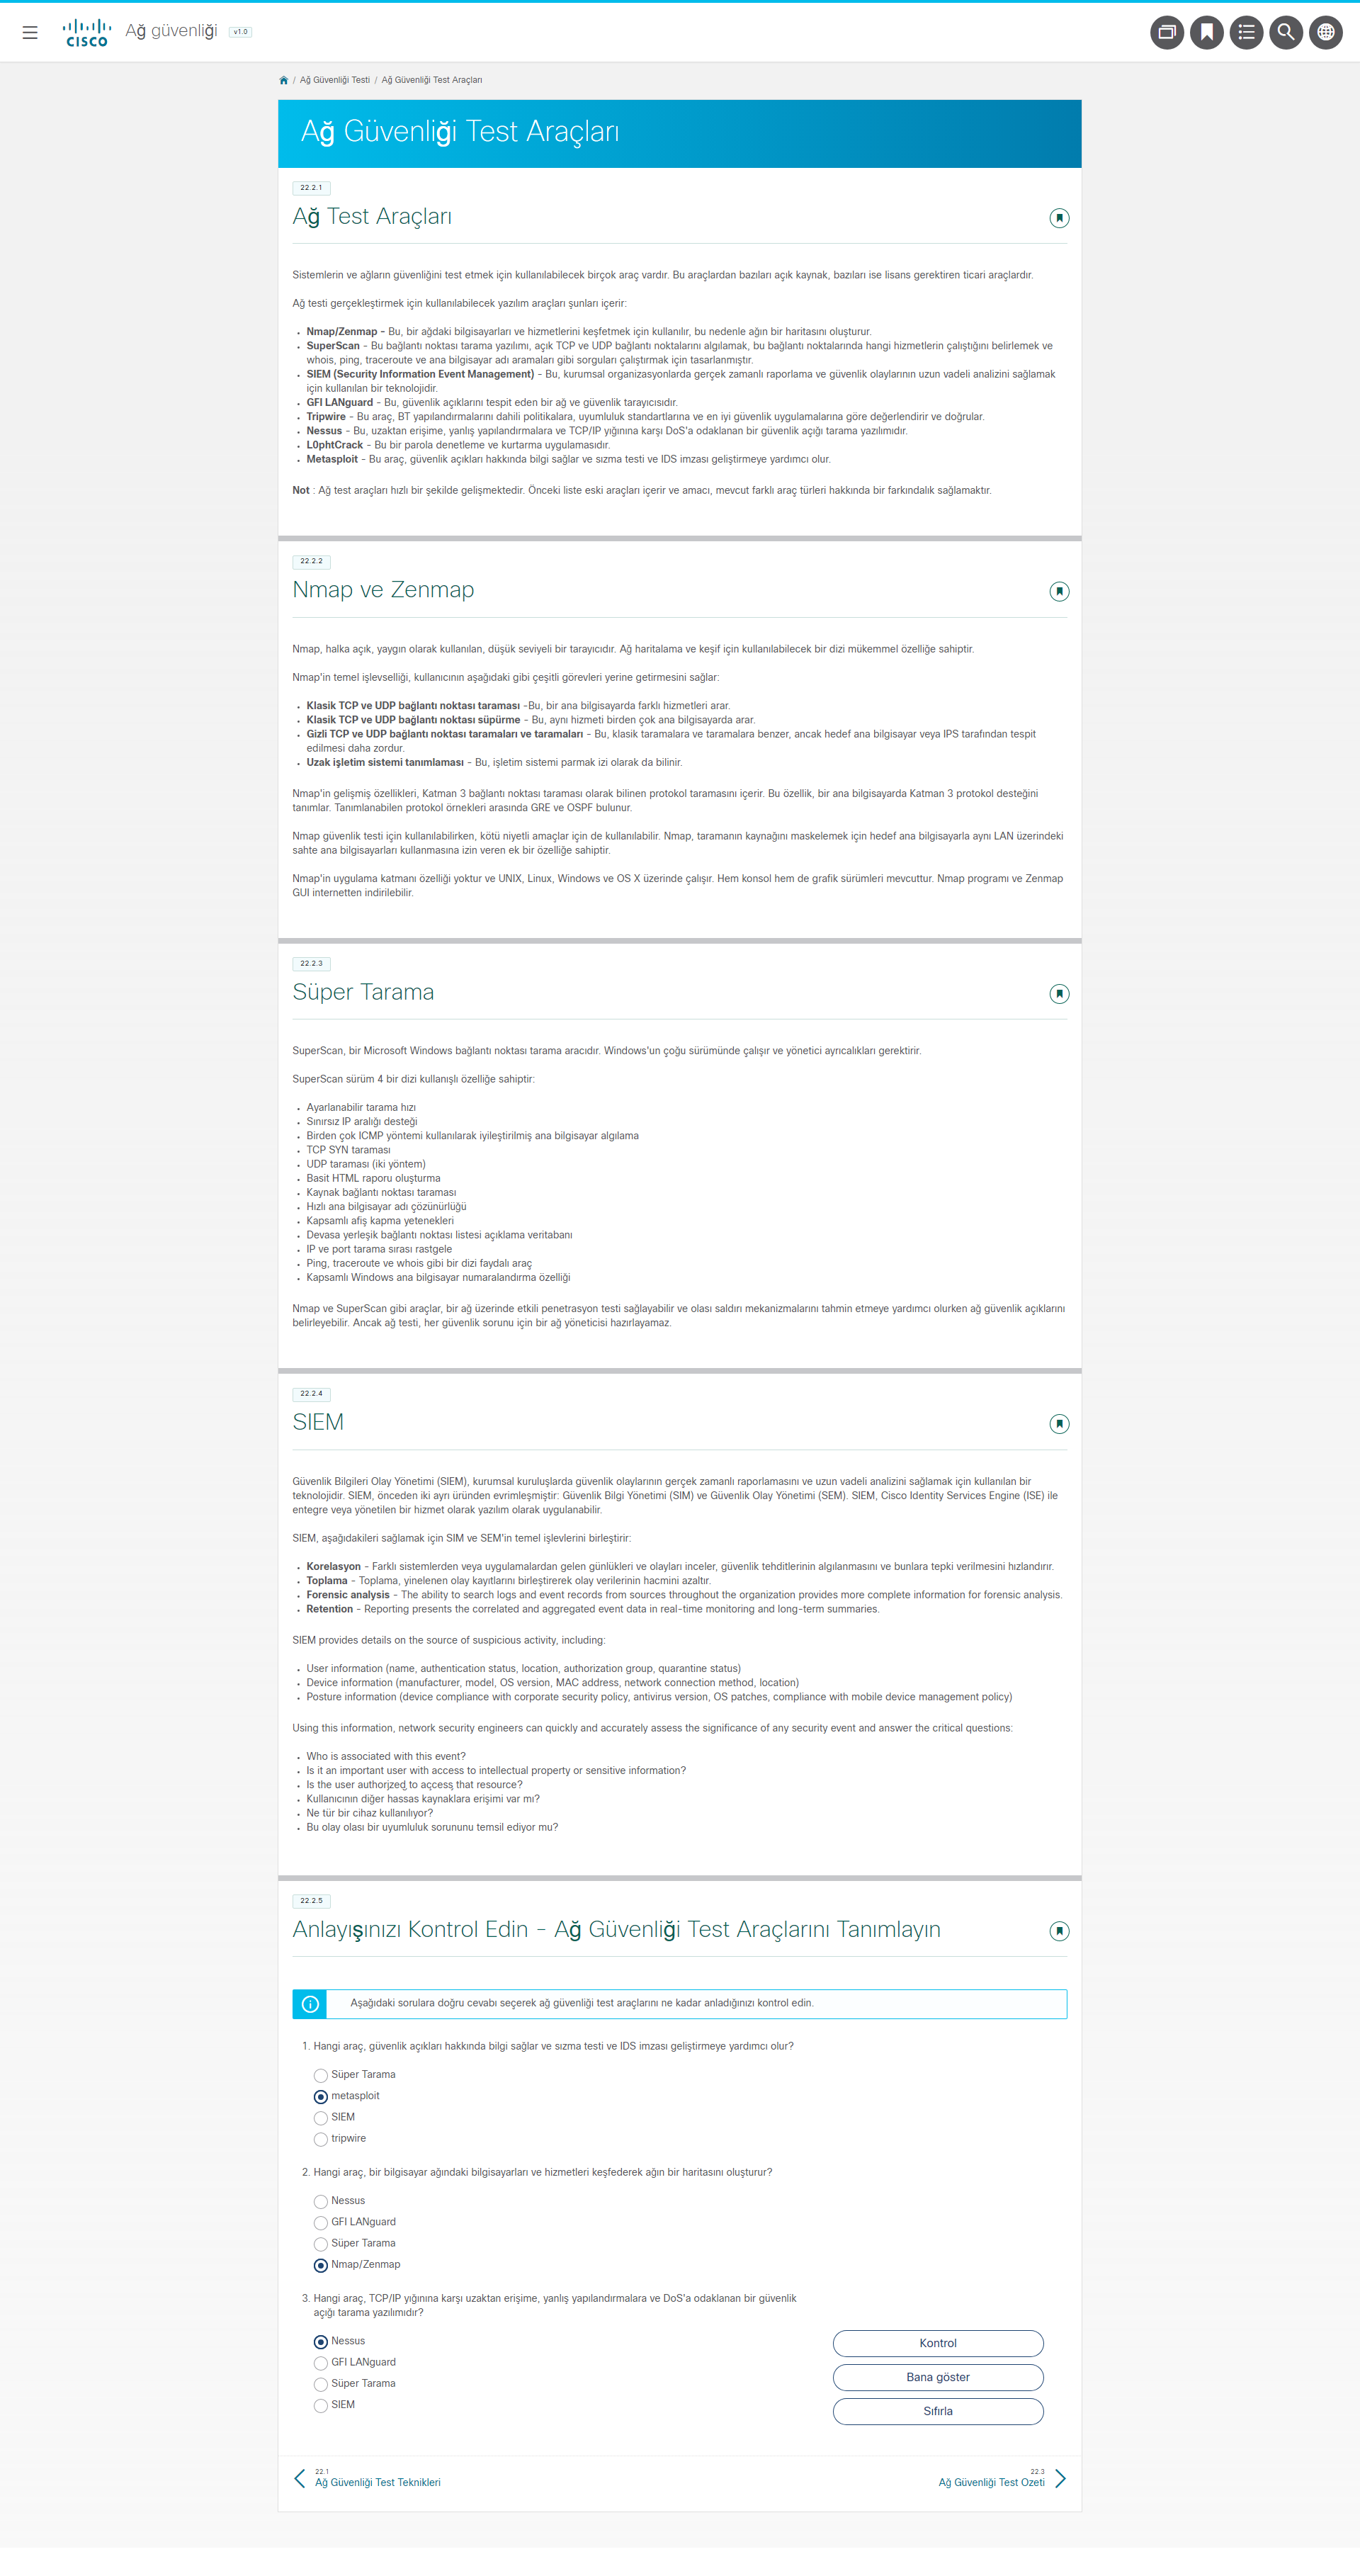 CISCO
Ağ güvenliği
v1.0
/ Ağ Güvenliği Testi / Ağ Güvenliği Test Araçları
Ağ Güvenliği Test Araçları
22.2.1
Ağ Test Araçları
Sistemlerin ve ağların güvenliğini test etmek için kullanılabilecek birçok araç vardır. Bu araçlardan bazıları açık kaynak, bazıları ise lisans gerektiren ticari araçlardır.
Ağ testi gerçekleştirmek için kullanılabilecek yazılım araçları şunları içerir:
• Nmap/Zenmap - Bu, bir ağdaki bilgisayarları ve hizmetlerini keşfetmek için kullanılır, bu nedenle ağın bir haritasını oluşturur.
• SuperScan - Bu bağlantı noktası tarama yazılımı, açık TCP ve UDP bağlantı noktalarını algılamak, bu bağlantı noktalarında hangi hizmetlerin çalıştığını belirlemek ve
whois, ping, traceroute ve ana bilgisayar adı aramaları gibi sorguları çalıştırmak için tasarlanmıştır.
• SIEM (Security Information Event Management) - Bu, kurumsal organizasyonlarda gerçek zamanlı raporlama ve güvenlik olaylarının uzun vadeli analizini sağlamak
için kullanılan bir teknolojidir.
• GFI LANguard - Bu, güvenlik açıklarını tespit eden bir ağ ve güvenlik tarayıcısıdır.
• Tripwire - Bu araç, BT yapılandırmalarını dahili politikalara, uyumluluk standartlarına ve en iyi güvenlik uygulamalarına göre değerlendirir ve doğrular.
• Nessus - Bu, uzaktan erişime, yanlış yapılandırmalara ve TCP/IP yığınına karşı DoS'a odaklanan bir güvenlik açığı tarama yazılımıdır.
• L0phtCrack - Bu bir parola denetleme ve kurtarma uygulamasıdır.
• Metasploit - Bu araç, güvenlik açıkları hakkında bilgi sağlar ve sızma testi ve IDS imzası geliştirmeye yardımcı olur.
Not : Ağ test araçları hızlı bir şekilde gelişmektedir. Önceki liste eski araçları içerir ve amacı, mevcut farklı araç türleri hakkında bir farkındalık sağlamaktır.
22.2.2
Nmap ve Zenmap
Nmap, halka açık, yaygın olarak kullanılan, düşük seviyeli bir tarayıcıdır. Ağ haritalama ve keşif için kullanılabilecek bir dizi mükemmel özelliğe sahiptir.
Nmap'in temel işlevselliği, kullanıcının aşağıdaki gibi çeşitli görevleri yerine getirmesini sağlar:
• Klasik TCP ve UDP bağlantı noktası taraması -Bu, bir ana bilgisayarda farklı hizmetleri arar.
• Klasik TCP ve UDP bağlantı noktası süpürme - Bu, aynı hizmeti birden çok ana bilgisayarda arar.
• Gizli TCP ve UDP bağlantı noktası taramaları ve taramaları - Bu, klasik taramalara ve taramalara benzer, ancak hedef ana bilgisayar veya IPS tarafından tespit
edilmesi daha zordur.
• Uzak işletim sistemi tanımlaması - Bu, işletim sistemi parmak izi olarak da bilinir.
Nmap'in gelişmiş özellikleri, Katman 3 bağlantı noktası taraması olarak bilinen protokol taramasını içerir. Bu özellik, bir ana bilgisayarda Katman 3 protokol desteğini
tanımlar. Tanımlanabilen protokol örnekleri arasında GRE ve OSPF bulunur.
Nmap güvenlik testi için kullanılabilirken, kötü niyetli amaçlar için de kullanılabilir. Nmap, taramanın kaynağını maskelemek için hedef ana bilgisayarla aynı LAN üzerindeki
sahte ana bilgisayarları kullanmasına izin veren ek bir özelliğe sahiptir.
Nmap'in uygulama katmanı özelliği yoktur ve UNIX, Linux, Windows ve OS X üzerinde çalışır. Hem konsol hem de grafik sürümleri mevcuttur. Nmap programı ve Zenmap
GUI internetten indirilebilir.
22.2.3
Süper Tarama
SuperScan, bir Microsoft Windows bağlantı noktası tarama aracıdır. Windows'un çoğu sürümünde çalışır ve yönetici ayrıcalıkları gerektirir.
SuperScan sürüm 4 bir dizi kullanışlı özelliğe sahiptir:
• Ayarlanabilir tarama hızı
• Sınırsız IP aralığı desteği
• Birden çok ICMP yöntemi kullanılarak iyileştirilmiş ana bilgisayar algılama
• TCP SYN taraması
• UDP taraması (iki yöntem)
• Basit HTML raporu oluşturma
• Kaynak bağlantı noktası taraması
• Hızlı ana bilgisayar adı çözünürlüğü
• Kapsamlı afiş kapma yetenekleri
• Devasa yerleşik bağlantı noktası listesi açıklama veritabanı
• IP ve port tarama sırası rastgele
• Ping, traceroute ve whois gibi bir dizi faydalı araç
• Kapsamlı Windows ana bilgisayar numaralandırma özelliği
Nmap ve SuperScan gibi araçlar, bir ağ üzerinde etkili penetrasyon testi sağlayabilir ve olası saldırı mekanizmalarını tahmin etmeye yardımcı olurken ağ güvenlik açıklarını
belirleyebilir. Ancak ağ testi, her güvenlik sorunu için bir ağ yöneticisi hazırlayamaz.
22.2.4
SIEM
Güvenlik Bilgileri Olay Yönetimi (SIEM), kurumsal kuruluşlarda güvenlik olaylarının gerçek zamanlı raporlamasını ve uzun vadeli analizini sağlamak için kullanılan bir
teknolojidir. SIEM, önceden iki ayrı üründen evrimleşmiştir: Güvenlik Bilgi Yönetimi (SIM) ve Güvenlik Olay Yönetimi (SEM). SIEM, Cisco Identity Services Engine (ISE) ile
entegre veya yönetilen bir hizmet olarak yazılım olarak uygulanabilir.
SIEM, aşağıdakileri sağlamak için SIM ve SEM'in temel işlevlerini birleştirir:
• Korelasyon - Farklı sistemlerden veya uygulamalardan gelen günlükleri ve olayları inceler, güvenlik tehditlerinin algılanmasını ve bunlara tepki verilmesini hızlandırır.
• Toplama - Toplama, yinelenen olay kayıtlarını birleştirerek olay verilerinin hacmini azaltır.
• Forensic analysis - The ability to search logs and event records from sources throughout the organization provides more complete information for forensic analysis.
• Retention - Reporting presents the correlated and aggregated event data in real-time monitoring and long-term summaries.
SIEM provides details on the source of suspicious activity, including:
• User information (name, authentication status, location, authorization group, quarantine status)
• Device information (manufacturer, model, OS version, MAC address, network connection method, location)
• Posture information (device compliance with corporate security policy, antivirus version, OS patches, compliance with mobile device management policy)
Using this information, network security engineers can quickly and accurately assess the significance of any security event and answer the critical questions:
• Who is associated with this event?
• Is it an important user with access to intellectual property or sensitive information?
• Is the user authorized to access that resource?
• Kullanıcının diğer hassas kaynaklara erişimi var mı?
• Ne tür bir cihaz kullanılıyor?
• Bu olay olası bir uyumluluk sorununu temsil ediyor mu?
22.2.5
Anlayışınızı Kontrol Edin - Ağ Güvenliği Test Araçlarını Tanımlayın
Aşağıdaki sorulara doğru cevabı seçerek ağ güvenliği test araçlarını ne kadar anladığınızı kontrol edin.
1. Hangi araç, güvenlik açıkları hakkında bilgi sağlar ve sızma testi ve IDS imzası geliştirmeye yardımcı olur?
Süper Tarama
metasploit
SIEM
tripwire
2. Hangi araç, bir bilgisayar ağındaki bilgisayarları ve hizmetleri keşfederek ağın bir haritasını oluşturur?
Nessus
GFI LANguard
Süper Tarama
Nmap/Zenmap
3. Hangi araç, TCP/IP yığınına karşı uzaktan erişime, yanlış yapılandırmalara ve DoS'a odaklanan bir güvenlik
açığı tarama yazılımıdır?
Nessus
GFI LANguard
Süper Tarama
SIEM
Kontrol
Bana göster
Sıfırla
22.1
Ağ Güvenliği Test Teknikleri
22.3
Ağ Güvenliği Test Özeti